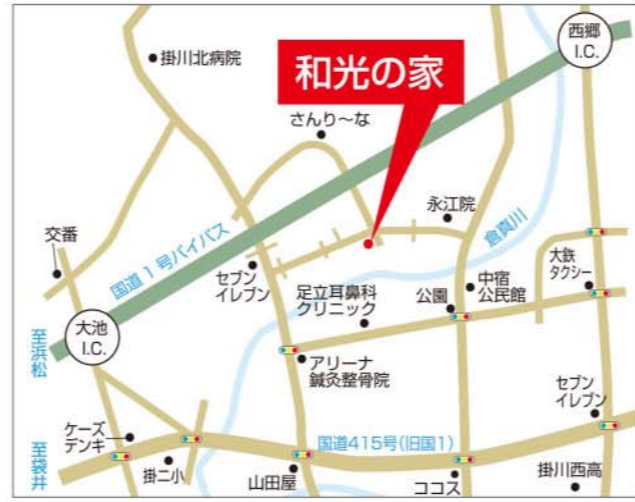 西郷
I.C.
掛川北病院
和光の家
さんり〜な
永江院
倉真川
交番
国道1号バイパス
セブン
イレブン
足立耳鼻科
クリニック
公園
中宿
公民館
大鉄
タクシー
大池
I.C.
至浜松
アリーナ
鍼灸整骨院
セブン
イレブン
ケーズ
デンキ
国道415号(旧国1)
至袋井
掛二小
山田屋
ココス
掛川西高